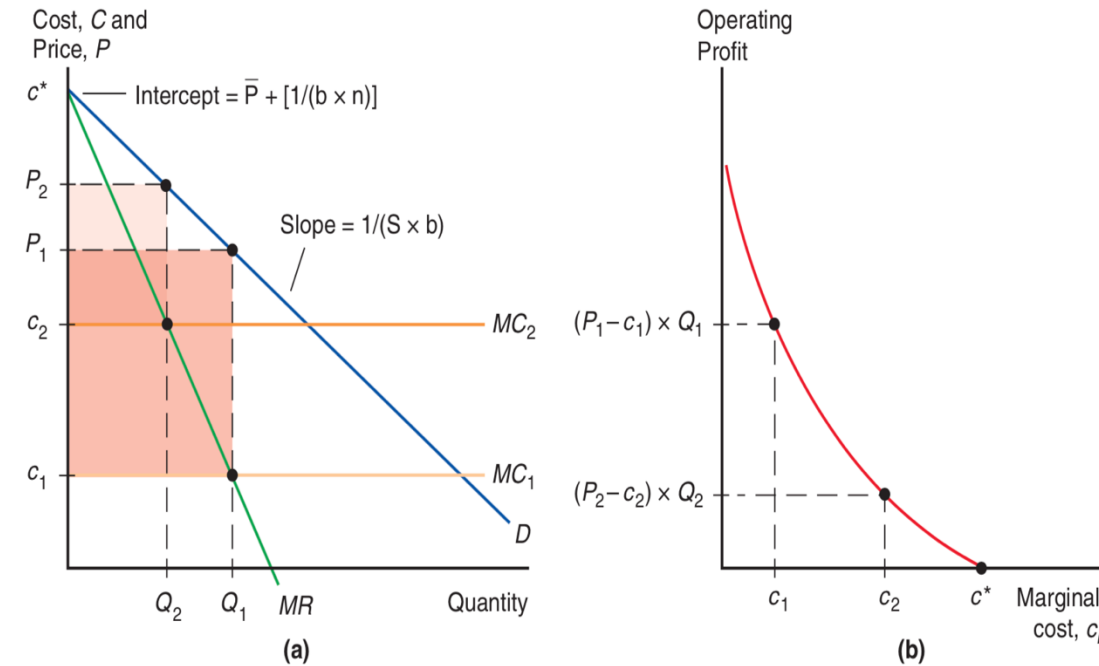 Cost, C and
Price, P
c*
Intercept = P̅ + [1/(b × n)]
P₂
P₁
Slope = 1/(S × b)
c₂
MC₂
c₁
MC₁
D
Q₂
Q₁
MR
Quantity
(a)
Operating
Profit
(P₁–c₁) × Q₁
(P₂–c₂) × Q₂
c₁
c₂
c*
Marginal
cost, c
(b)